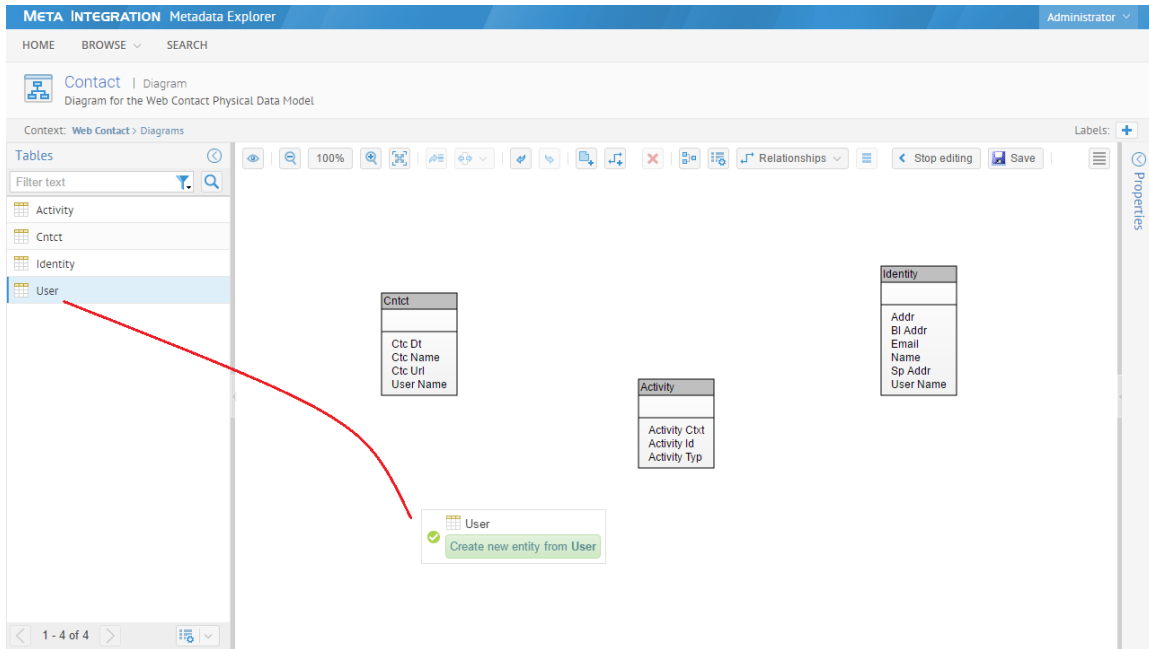 META INTEGRATION Metadata Explorer
Administrator
HOME BROWSE SEARCH
Contact | Diagram
Diagram for the Web Contact Physical Data Model
Context: Web Contact > Diagrams
Labels:
Tables
100%
Relationships
Stop editing
Save
Properties
Filter text
Activity
Cntct
Identity
User
Cntct
Ctc Dt
Ctc Name
Ctc Url
User Name
Activity
Activity Ctxt
Activity Id
Activity Typ
Identity
Addr
Bl Addr
Email
Name
Sp Addr
User Name
User
Create new entity from User
1 - 4 of 4